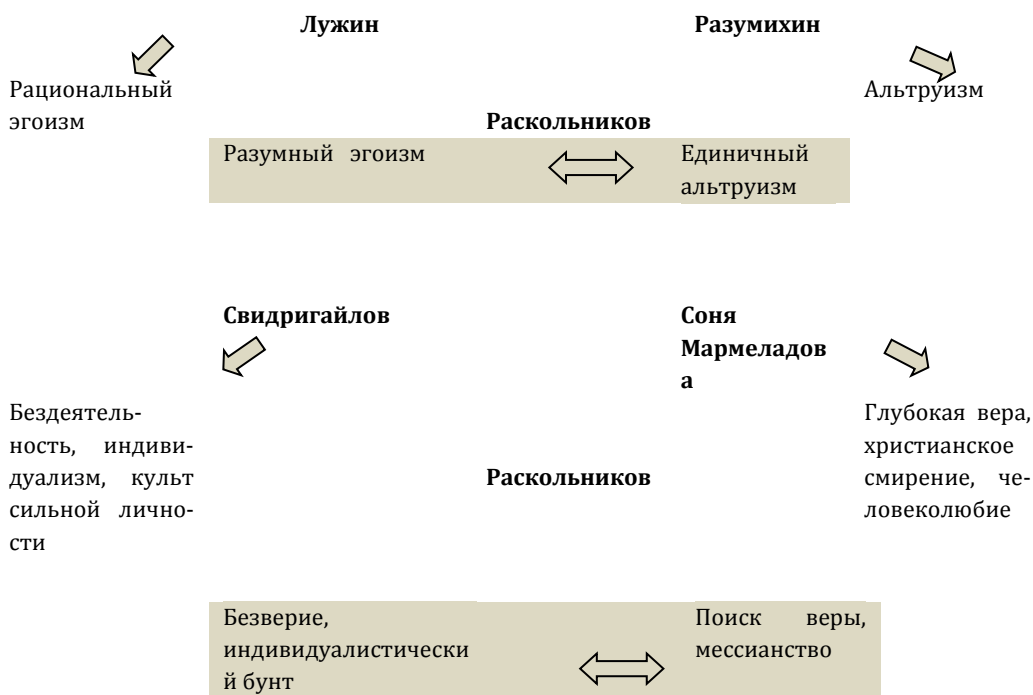 Лужин Разумихин
Рациональный
эгоизм
Альтруизм
Раскольников
Разумный эгоизм
Единичный
альтруизм
Свидригайлов
Соня
Мармеладов
а
Бездеятель-
ность, индиви-
дуализм, культ
сильной лично-
сти
Глубокая вера,
христианское
смирение, че-
ловеколюбие
Раскольников
Безверие,
индивидуалистически
й бунт
Поиск веры,
мессианство